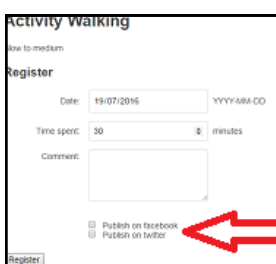 Activity Walking
Slow to medium
Register
Date: 19/07/2016 YYYY-MM-DD
Time spent: 30 minutes
Comment:
Publish on facebook
Publish on twitter
Register